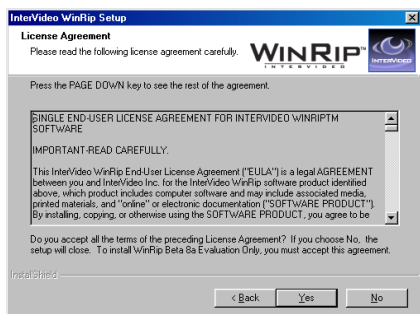 InterVideo WinRip Setup
License Agreement
Please read the following license agreement carefully.
WINRIP™
INTERVIDEO
INTERVIDEO
Press the PAGE DOWN key to see the rest of the agreement.
SINGLE END-USER LICENSE AGREEMENT FOR INTERVIDEO WINRIPTM
SOFTWARE
IMPORTANT-READ CAREFULLY.
This InterVideo WinRip End-User License Agreement ("EULA") is a legal AGREEMENT
between you and InterVideo Inc. for the InterVideo WinRip software product identified
above, which product includes computer software and may include associated media,
printed materials, and "online" or electronic documentation ("SOFTWARE PRODUCT").
By installing, copying, or otherwise using the SOFTWARE PRODUCT, you agree to be
Do you accept all the terms of the preceding License Agreement? If you choose No, the
setup will close. To install WinRip Beta 8a Evaluation Only, you must accept this agreement.
InstallShield
< Back
Yes
No